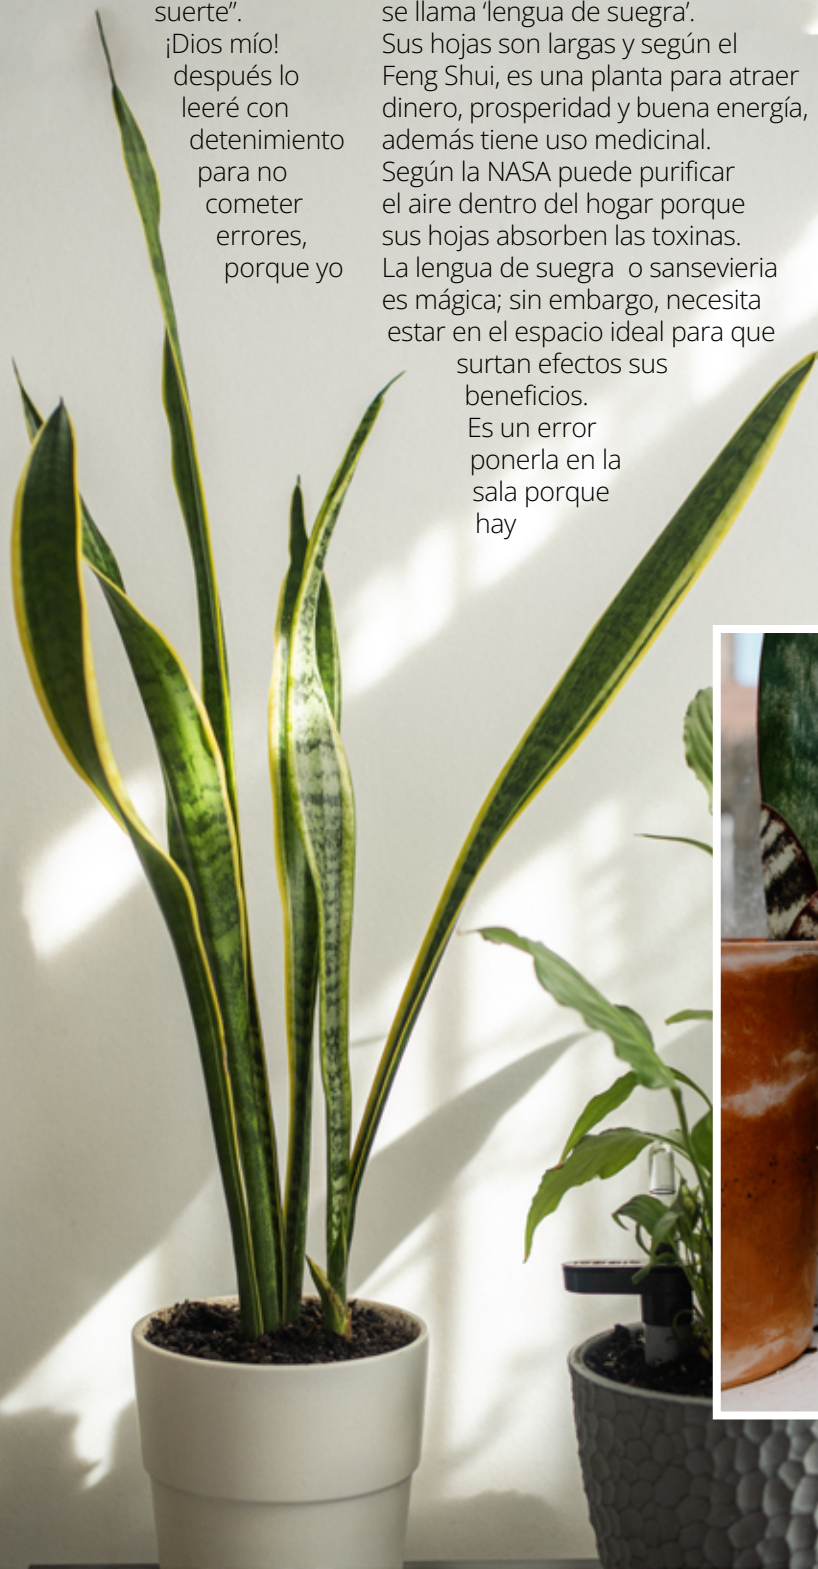 suerte”.
¡Dios mío!
después lo
leeré con
detenimiento
para no
cometer
errores,
porque yo
se llama ‘lengua de suegra’.
Sus hojas son largas y según el
Feng Shui, es una planta para atraer
dinero, prosperidad y buena energía,
además tiene uso medicinal.
Según la NASA puede purificar
el aire dentro del hogar porque
sus hojas absorben las toxinas.
La lengua de suegra  o sansevieria
es mágica; sin embargo, necesita
estar en el espacio ideal para que
surtan efectos sus
beneficios.
Es un error
ponerla en la
sala porque
hay